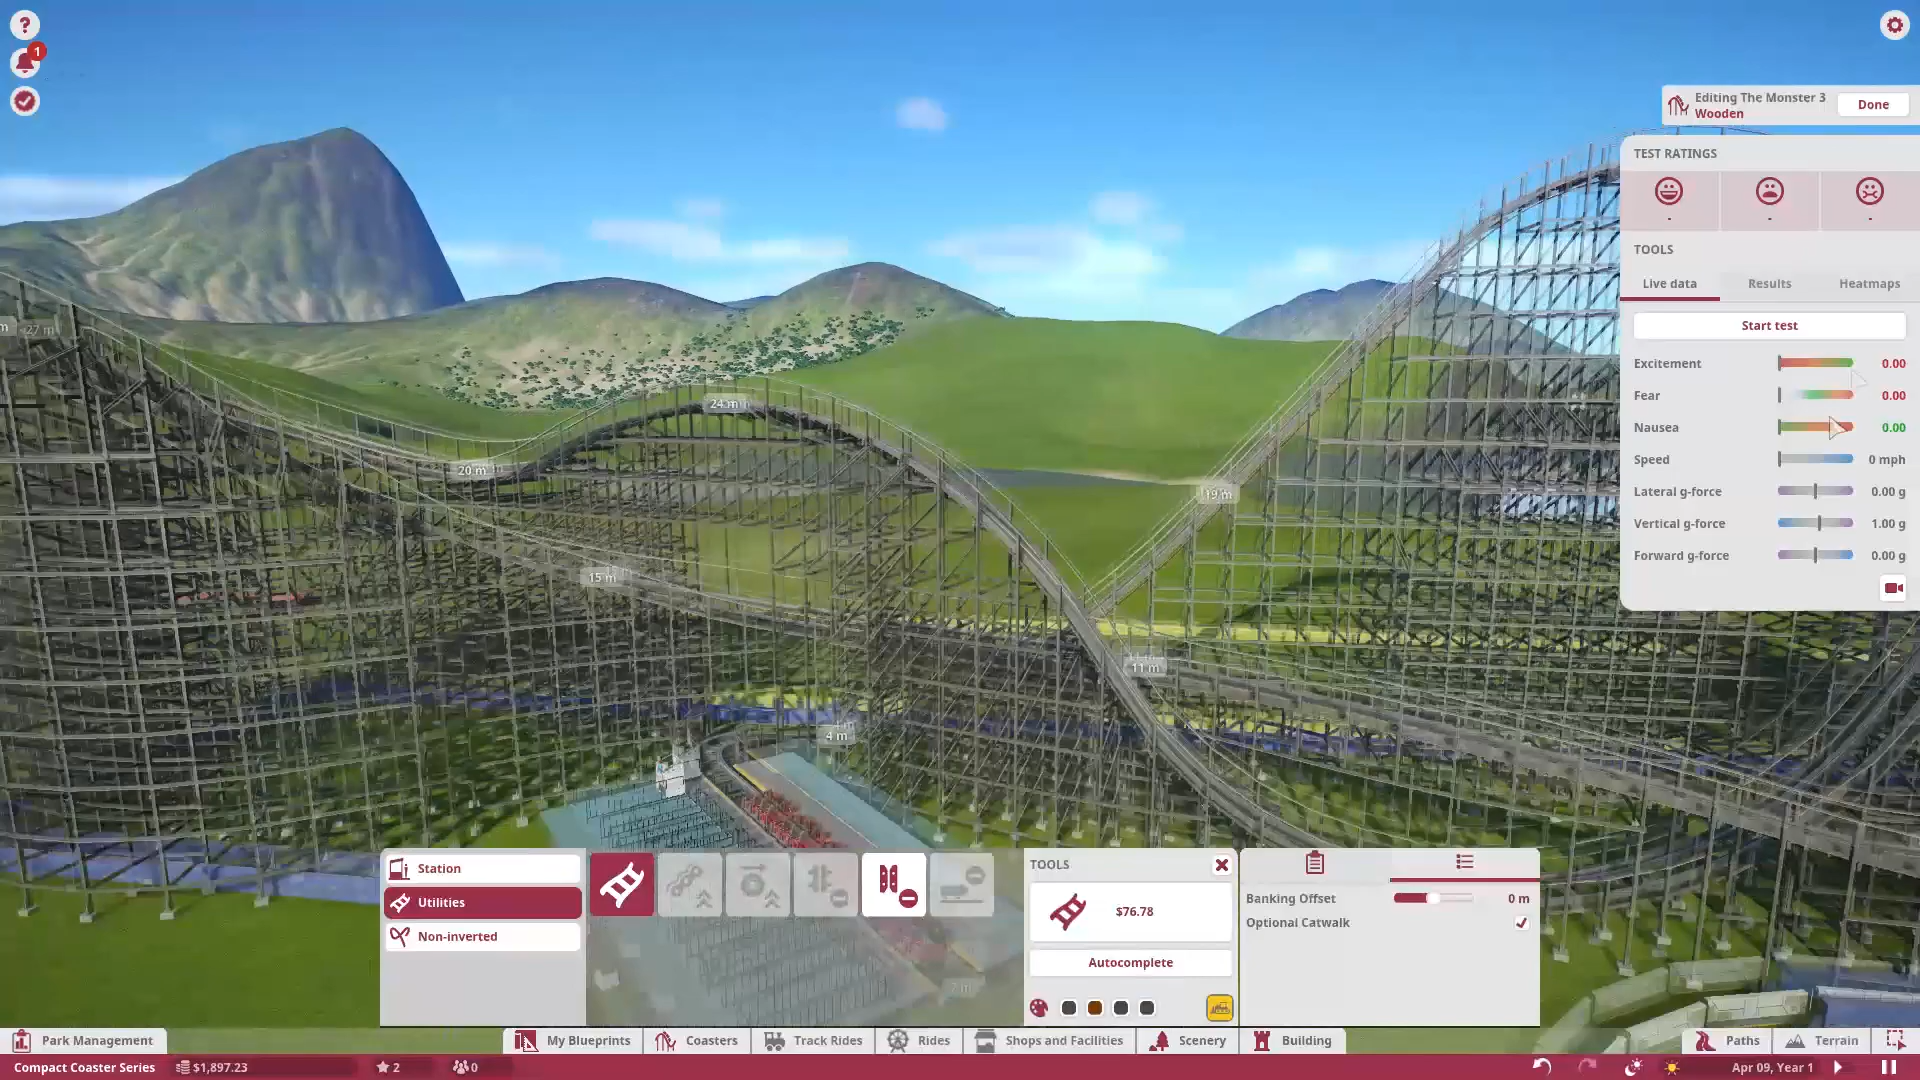 ?
1
Editing The Monster 3
Wooden
Done
TEST RATINGS
-
-
-
TOOLS
Live data
Results
Heatmaps
Start test
Excitement
0.00
Fear
0.00
Nausea
0.00
Speed
0 mph
Lateral g-force
0.00 g
Vertical g-force
1.00 g
Forward g-force
0.00 g
27 m
24 m
20 m
19 m
15 m
11 m
4 m
Station
Utilities
Non-inverted
TOOLS
$76.78
Autocomplete
Banking Offset
0 m
Optional Catwalk
Park Management
My Blueprints
Coasters
Track Rides
Rides
Shops and Facilities
Scenery
Building
Paths
Terrain
Compact Coaster Series
$1,897.23
2
0
Apr 09, Year 1